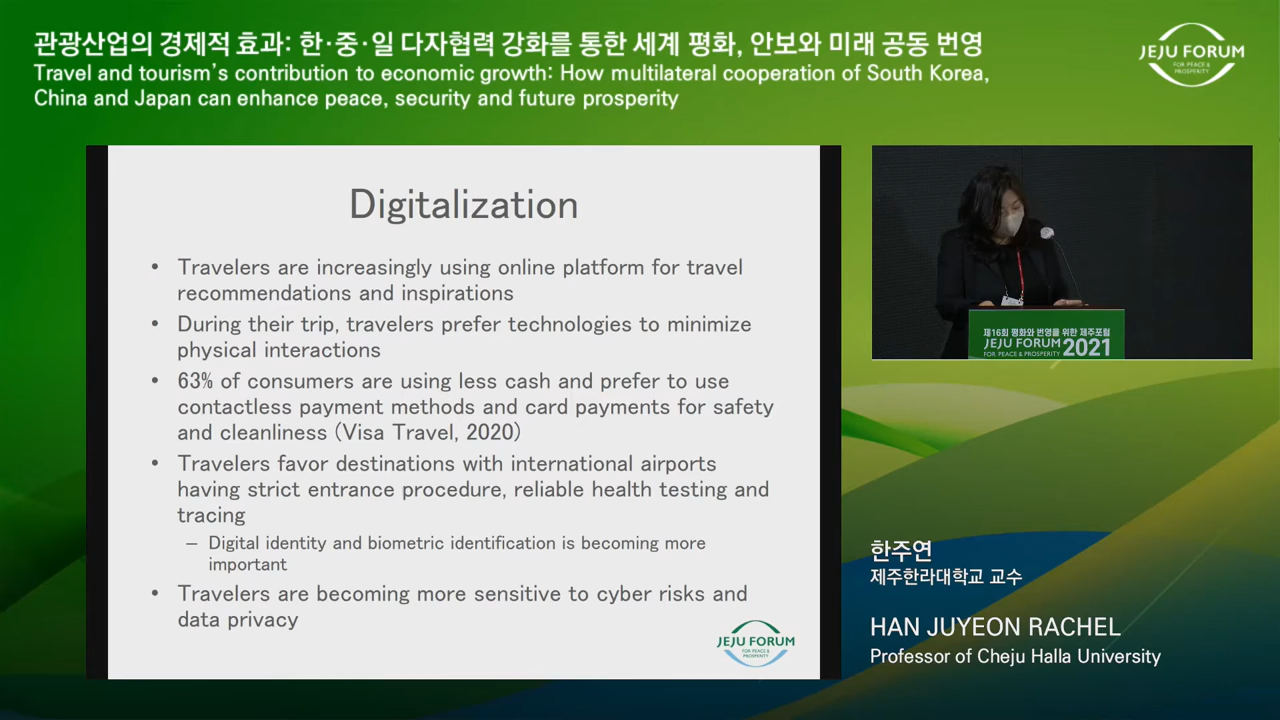 관광산업의 경제적 효과: 한·중·일 다자협력 강화를 통한 세계 평화, 안보와 미래 공동 번영
Travel and tourism's contribution to economic growth: How multilateral cooperation of South Korea,
China and Japan can enhance peace, security and future prosperity
JEJU FORUM
FOR PEACE &
PROSPERITY
Digitalization
• Travelers are increasingly using online platform for travel
recommendations and inspirations
• During their trip, travelers prefer technologies to minimize
physical interactions
• 63% of consumers are using less cash and prefer to use
contactless payment methods and card payments for safety
and cleanliness (Visa Travel, 2020)
• Travelers favor destinations with international airports
having strict entrance procedure, reliable health testing and
tracing
– Digital identity and biometric identification is becoming more
important
• Travelers are becoming more sensitive to cyber risks and
data privacy
JEJU FORUM
FOR PEACE &
PROSPERITY
제16회 평화와 번영을 위한 제주포럼
JEJU FORUM 2021
FOR PEACE & PROSPERITY
한주연
제주한라대학교 교수
HAN JUYEON RACHEL
Professor of Cheju Halla University